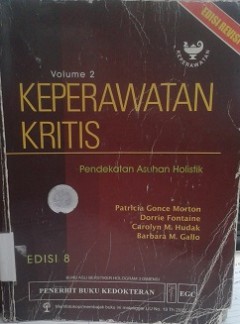 EDISI REVISI
KEPERAWATAN
Volume 2
KEPERAWATAN
KRITIS
Pendekatan Asuhan Holistik
Patricia Gonce Morton
Dorrie Fontaine
Carolyn M. Hudak
Barbara M. Gallo
EDISI 8
PENERBIT BUKU KEDOKTERAN
EGC